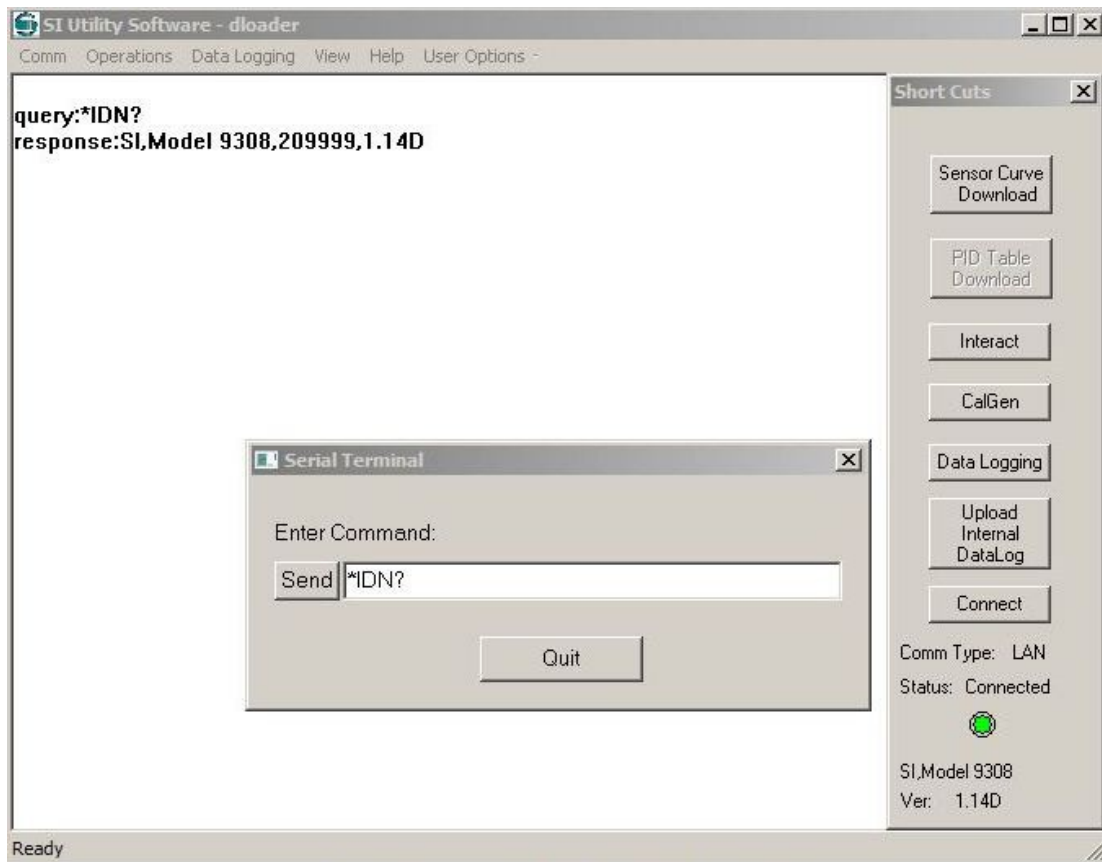 SI Utility Software - dloader
Comm Operations Data Logging View Help User Options -
query:*IDN?
response:SI,Model 9308,209999,1.14D
Serial Terminal
Enter Command:
Send *IDN?
Quit
Short Cuts
Sensor Curve
Download
PID Table
Download
Interact
CalGen
Data Logging
Upload
Internal
DataLog
Connect
Comm Type: LAN
Status: Connected
SI,Model 9308
Ver: 1.14D
Ready